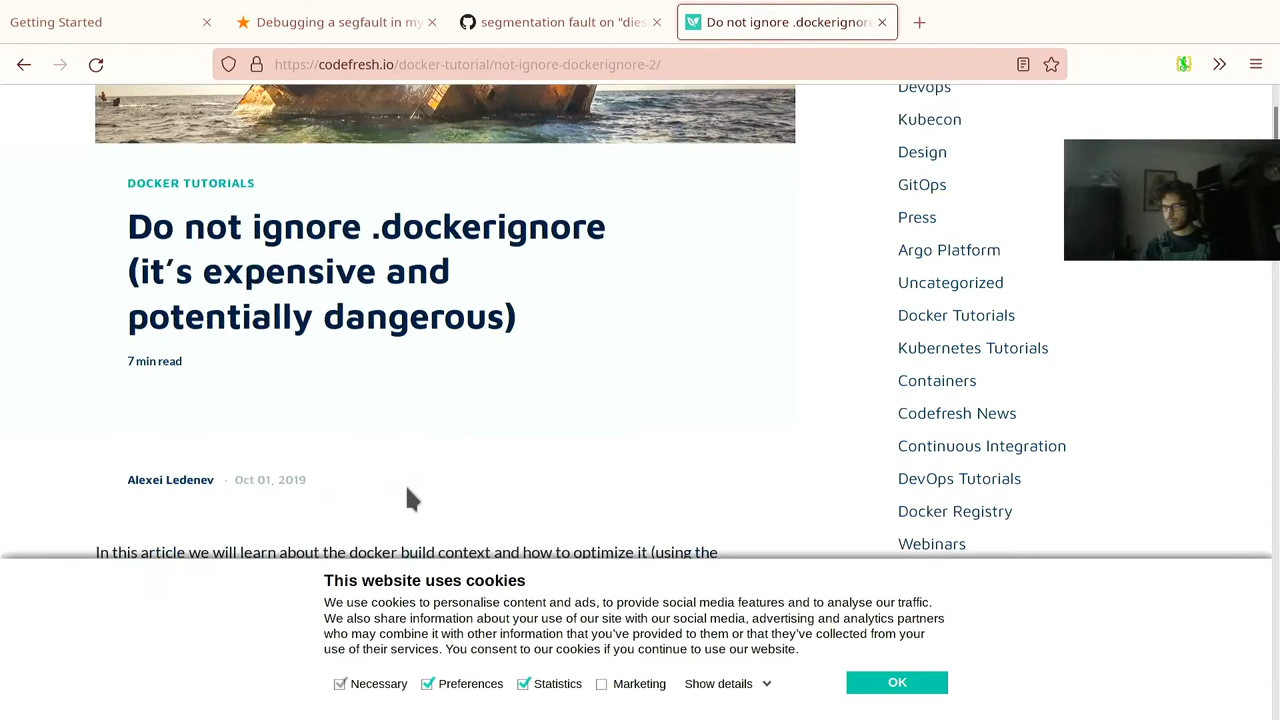 Getting Started
Debugging a segfault in my
segmentation fault on "dies
Do not ignore .dockerignore
https://codefresh.io/docker-tutorial/not-ignore-dockerignore-2/
Devops
Kubecon
Design
GitOps
Press
Argo Platform
Uncategorized
Docker Tutorials
Kubernetes Tutorials
Containers
Codefresh News
Continuous Integration
DevOps Tutorials
Docker Registry
Webinars
DOCKER TUTORIALS
Do not ignore .dockerignore
(it's expensive and
potentially dangerous)
7 min read
Alexei Ledenev · Oct 01, 2019
In this article we will learn about the docker build context and how to optimize it (using the
This website uses cookies
We use cookies to personalise content and ads, to provide social media features and to analyse our traffic.
We also share information about your use of our site with our social media, advertising and analytics partners
who may combine it with other information that you've provided to them or that they've collected from your
use of their services. You consent to our cookies if you continue to use our website.
Necessary Preferences Statistics Marketing Show details OK